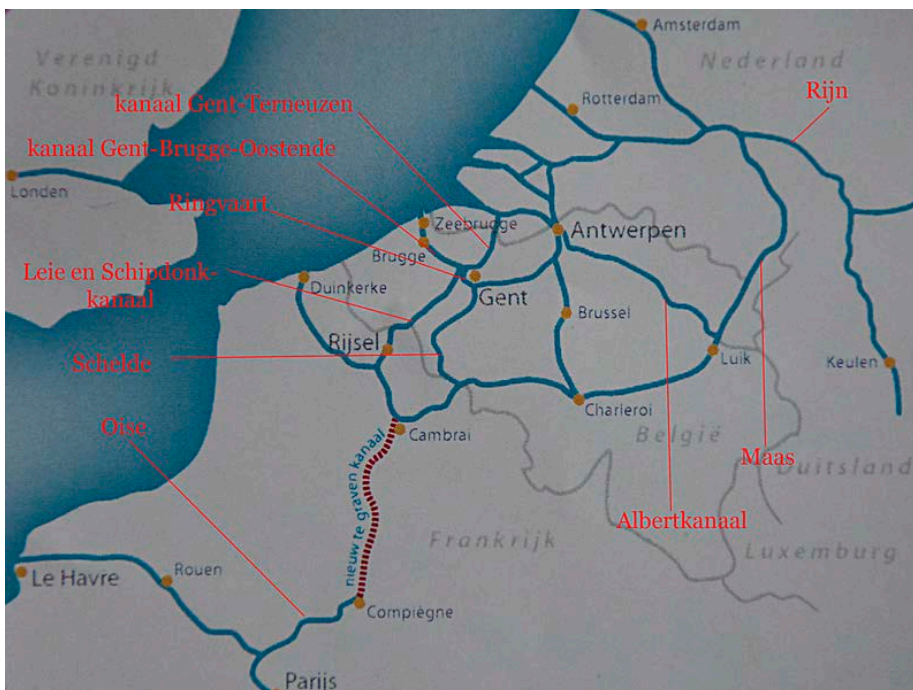 Amsterdam
Verenigd
Koninkrijk
Nederland
kanaal Gent-Terneuzen
Rotterdam
Rijn
kanaal Gent-Brugge-Oostende
Londen
Ringvaart
Zeebrugge
Antwerpen
Brugge
Leie en Schipdonk-
kanaal
Duinkerke
Gent
Brussel
Rijsel
Schelde
Luik
Keulen
Charleroi
Oise
Cambrai
België
Maas
Duitsland
nieuw te graven kanaal
Albertkanaal
Frankrijk
Luxemburg
Le Havre
Rouen
Compiègne
Parijs